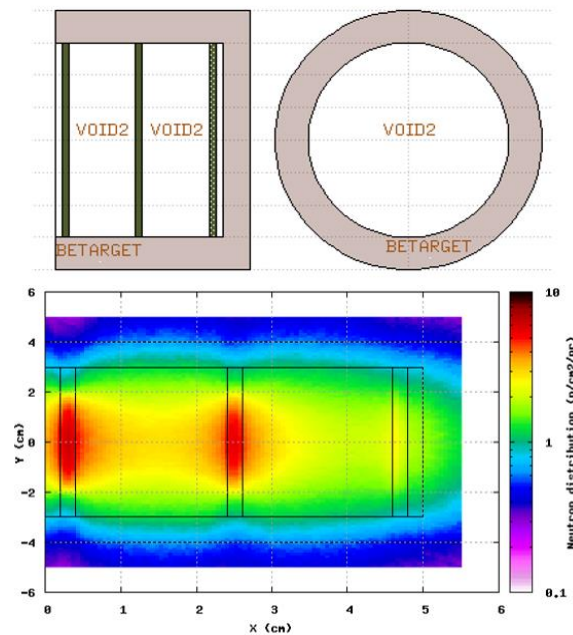 VOID2 VOID2 VOID2
BETARGET BETARGET
6
4
2
0
-2
-4
-6
0 1 2 3 4 5 6
X (cm)
Y (cm)
10
1
0.1
Neutron distribution (n/cm2/pr)